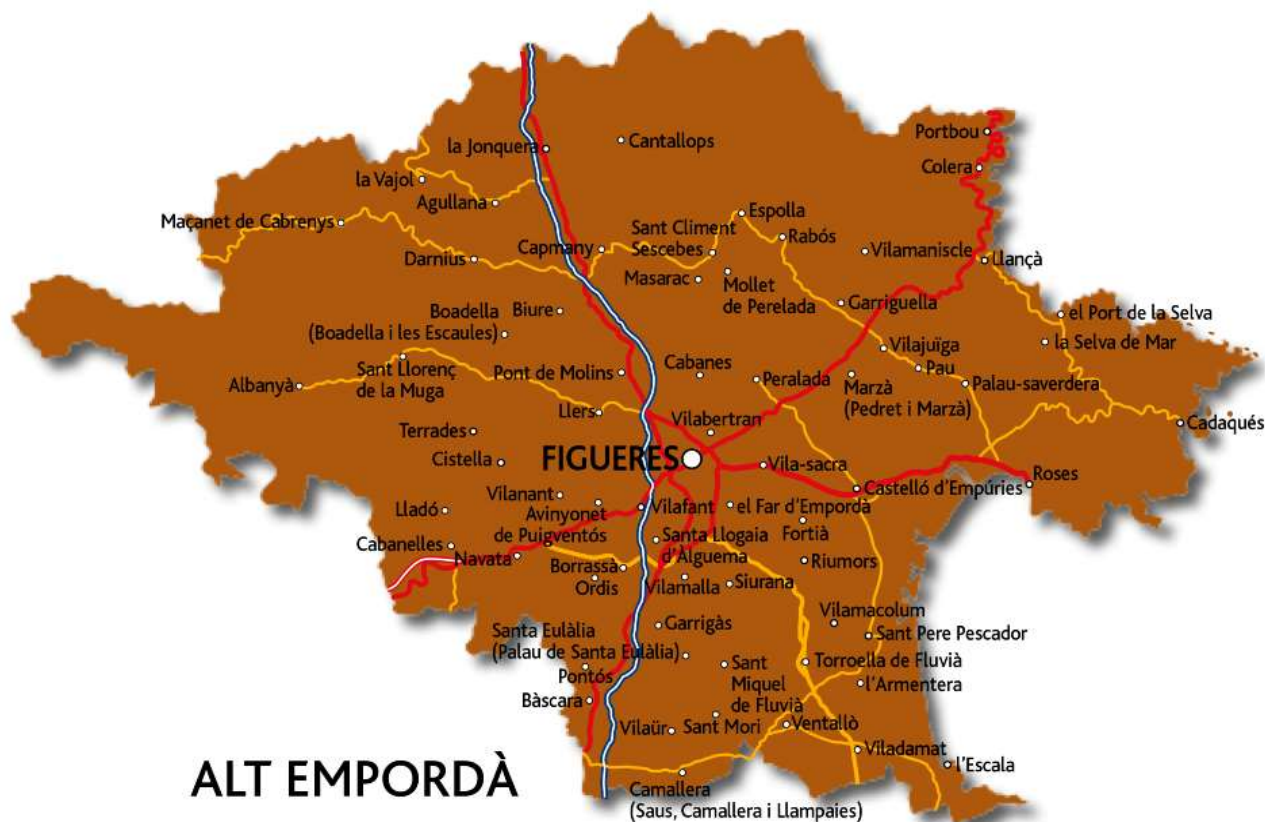 Portbou
la Jonquera
Cantallops
Colera
la Vajol
Agullana
Maçanet de Cabrenys
Espolla
Sant Climent
Sescebes
Rabós
Capmany
Vilamaniscle
Darnius
Llançà
Masarac
Mollet
de Perelada
Boadella
(Boadella i les Escaules)
Biure
Garriguella
el Port de la Selva
la Selva de Mar
Vilajuïga
Sant Llorenç
de la Muga
Pont de Molins
Cabanes
Pau
Albanyà
Peralada
Marzà
(Pedret i Marzà)
Palau-saverdera
Llers
Vilabertran
Cadaqués
Terrades
Cistella
FIGUERES
Vila-sacra
Roses
Castelló d'Empúries
Vilanant
Avinyonet
de Puigventós
Vilafant
el Far d'Empordà
Lladó
Fortià
Cabanelles
Santa Llogaia
d'Àlguema
Navata
Borrassà
Riumors
Ordis
Vilamalla
Siurana
Vilamacolum
Garrigàs
Santa Eulàlia
(Palau de Santa Eulàlia)
Sant Pere Pescador
Pontós
Sant
Miquel
de Fluvià
Torroella de Fluvià
l'Armentera
Bàscara
Vilaür
Sant Mori
Ventallò
Viladamat
l'Escala
ALT EMPORDÀ
Camallera
(Saus, Camallera i Llampaies)